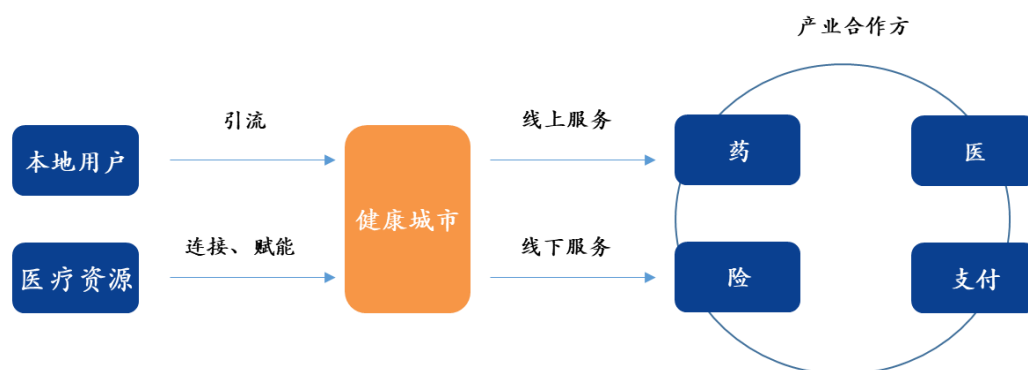 产业合作方
引流
线上服务
本地用户
药
医
健康城市
连接、赋能
线下服务
医疗资源
险
支付